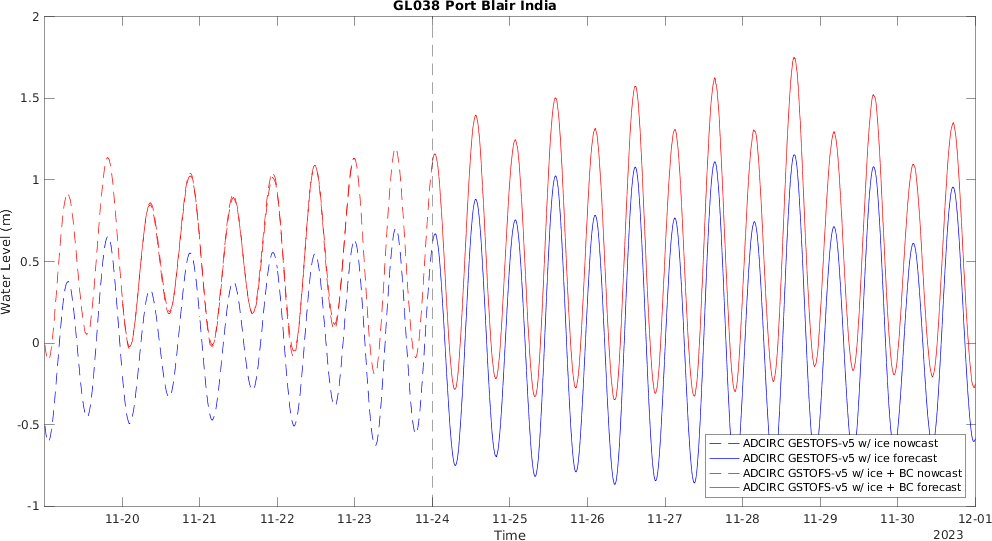 GL038 Port Blair India
2
1.5
1
0.5
0
-0.5
-1
Water Level (m)
ADCIRC GESTOFS-v5 w/ ice nowcast
ADCIRC GESTOFS-v5 w/ ice forecast
ADCIRC GSTOFS-v5 w/ ice + BC nowcast
ADCIRC GSTOFS-v5 w/ ice + BC forecast
11-20 11-21 11-22 11-23 11-24 11-25 11-26 11-27 11-28 11-29 11-30 12-01
Time
2023